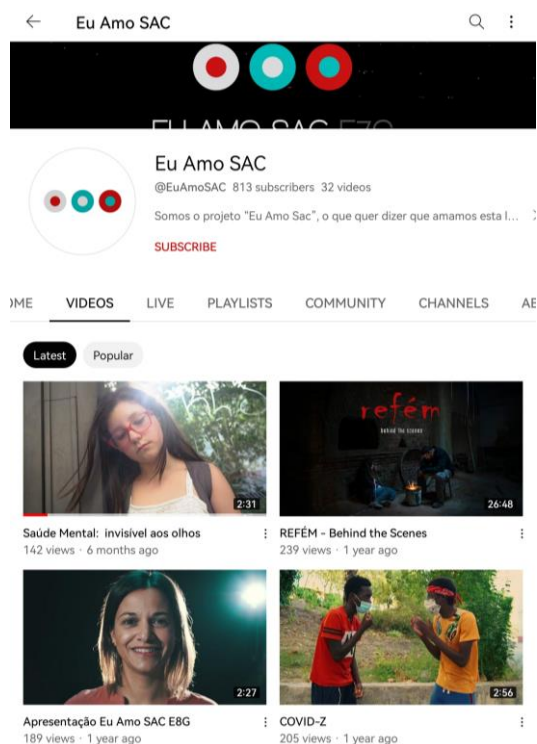 Eu Amo SAC
Eu Amo SAC
@EuAmoSAC 813 subscribers 32 videos
Somos o projeto "Eu Amo Sac", o que quer dizer que amamos esta l...
SUBSCRIBE
VIDEOS LIVE PLAYLISTS COMMUNITY CHANNELS
Latest Popular
refém
behind the scenes
2:31 26:48
Saúde Mental: invisível aos olhos
142 views · 6 months ago
REFÉM - Behind the Scenes
239 views · 1 year ago
2:27 2:56
Apresentação Eu Amo SAC E8G
189 views · 1 year ago
COVID-Z
205 views · 1 year ago